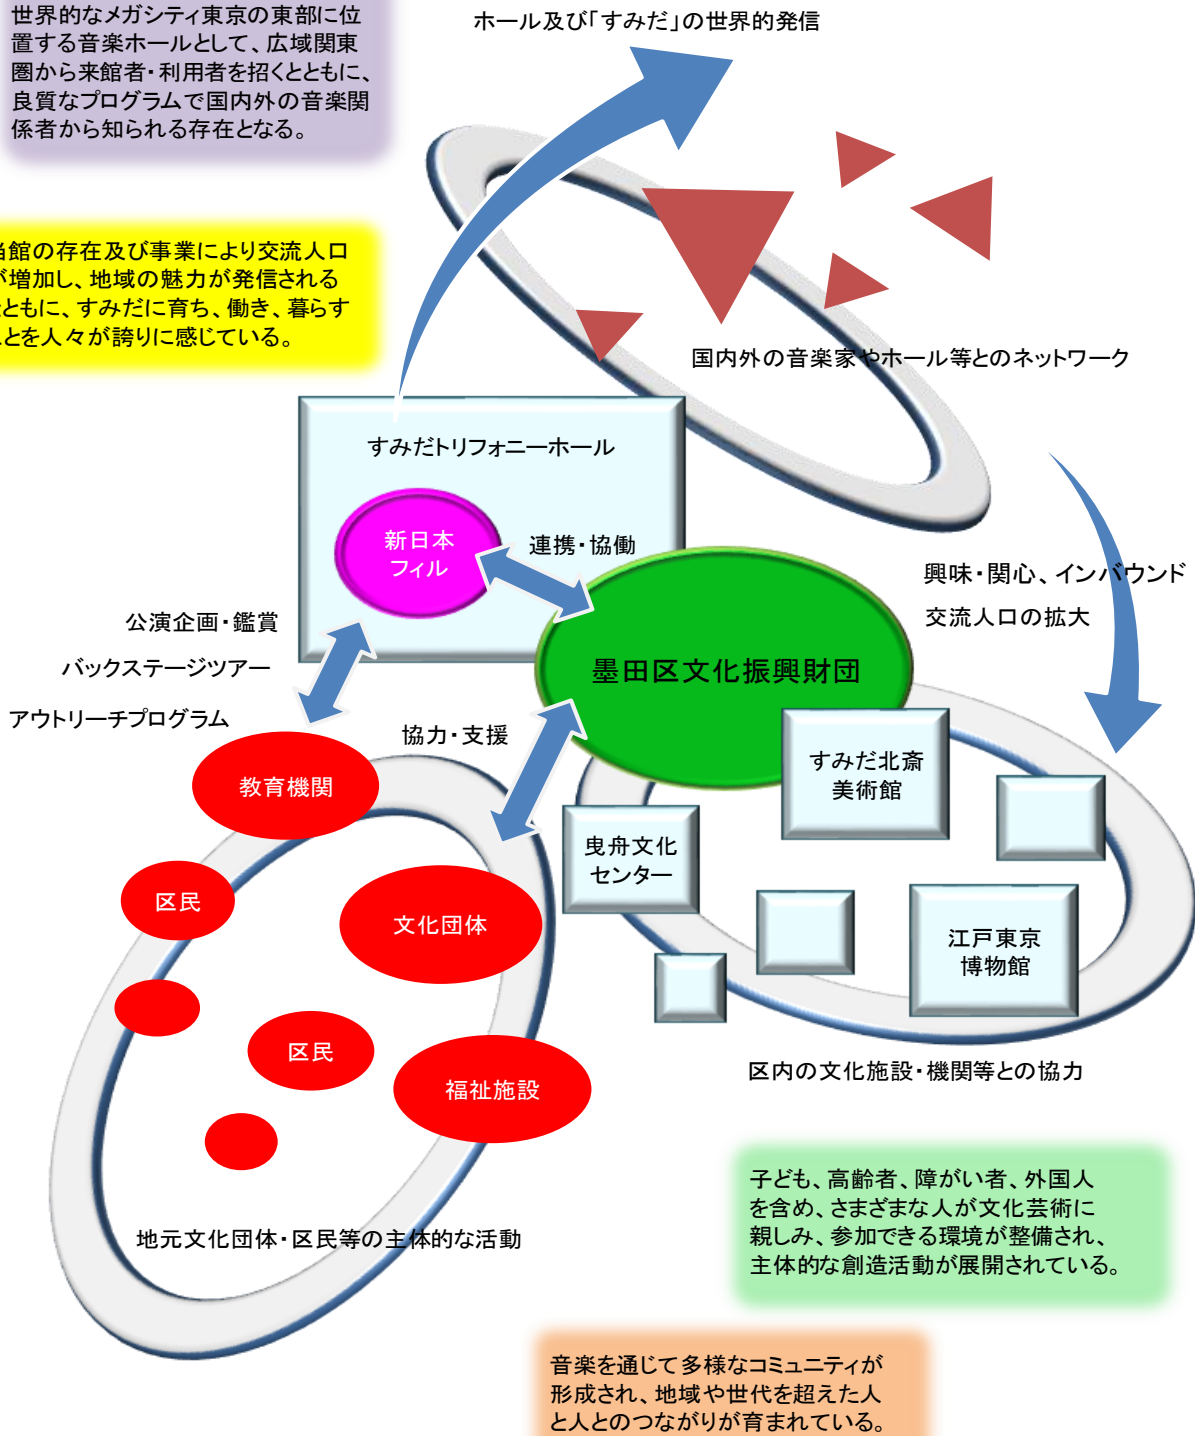 世界的なメガシティ東京の東部に位
置する音楽ホールとして、広域関東
圏から来館者・利用者を招くとともに、
良質なプログラムで国内外の音楽関
係者から知られる存在となる。
ホール及び「すみだ」の世界的発信
当館の存在及び事業により交流人口
が増加し、地域の魅力が発信される
とともに、すみだに育ち、働き、暮らす
ことを人々が誇りに感じている。
国内外の音楽家やホール等とのネットワーク
すみだトリフォニーホール
新日本
フィル
連携・協働
興味・関心、インバウンド
交流人口の拡大
公演企画・鑑賞
バックステージツアー
アウトリーチプログラム
墨田区文化振興財団
協力・支援
教育機関
すみだ北斎
美術館
曳舟文化
センター
区民
文化団体
江戸東京
博物館
区民
福祉施設
区内の文化施設・機関等との協力
地元文化団体・区民等の主体的な活動
子ども、高齢者、障がい者、外国人
を含め、さまざまな人が文化芸術に
親しみ、参加できる環境が整備され、
主体的な創造活動が展開されている。
音楽を通じて多様なコミュニティが
形成され、地域や世代を超えた人
と人とのつながりが育まれている。